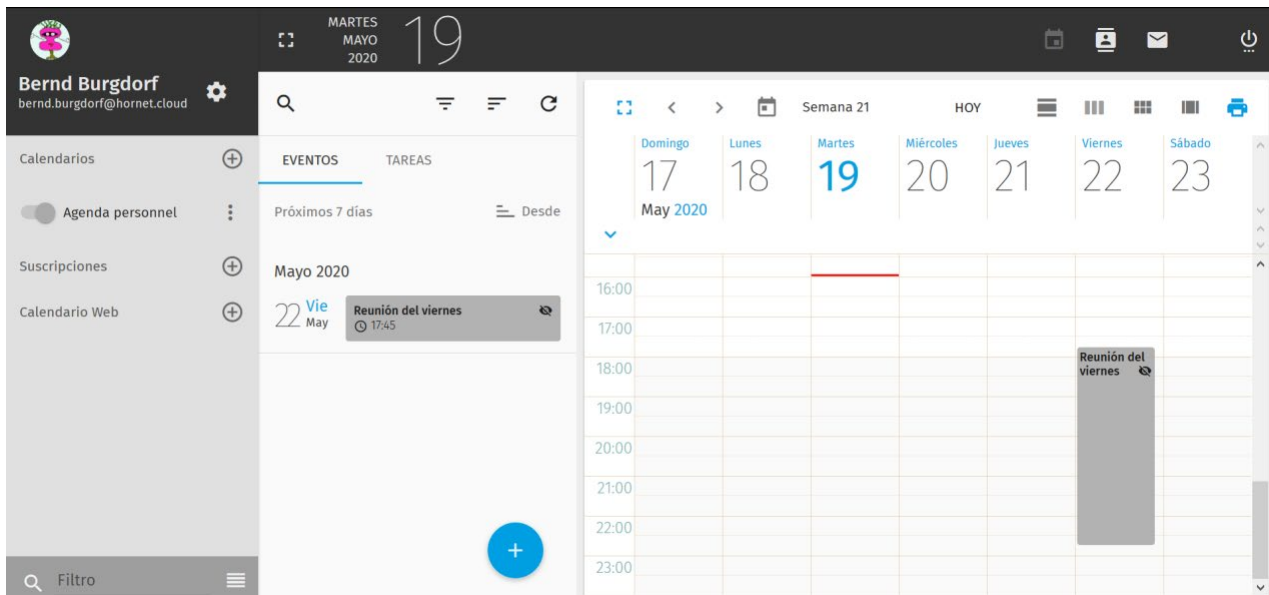 MARTES
MAYO
2020
19
Bernd Burgdorf
bernd.burgdorf@hornet.cloud
Calendarios
Agenda personnel
Suscripciones
Calendario Web
Filtro
EVENTOS TAREAS
Próximos 7 días Desde
Mayo 2020
22 Vie
May
Reunión del viernes
17:45
+
Semana 21 HOY
Domingo Lunes Martes Miércoles Jueves Viernes Sábado
17 18 19 20 21 22 23
May 2020
16:00
17:00
18:00
19:00
20:00
21:00
22:00
23:00
Reunión del
viernes